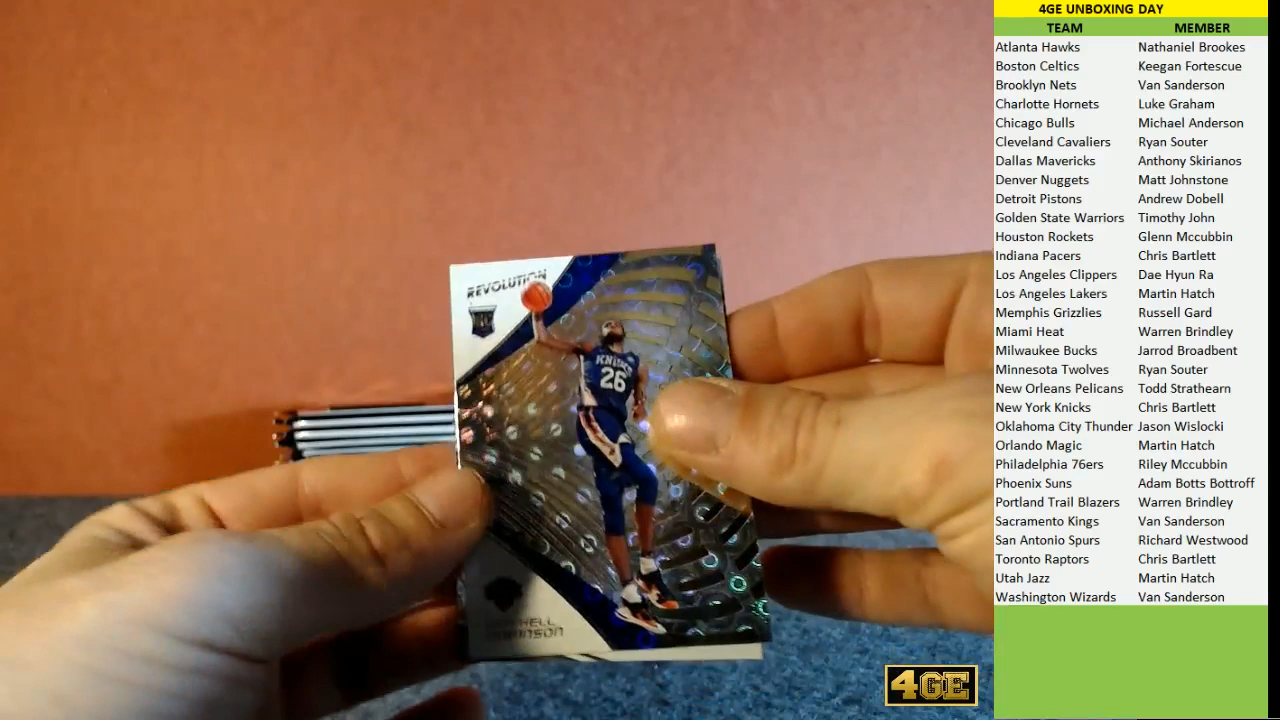 REVOLUTION
KNICKS
26
4GE
4GE UNBOXING DAY
TEAM MEMBER
Atlanta Hawks Nathaniel Brookes
Boston Celtics Keegan Fortescue
Brooklyn Nets Van Sanderson
Charlotte Hornets Luke Graham
Chicago Bulls Michael Anderson
Cleveland Cavaliers Ryan Souter
Dallas Mavericks Anthony Skirianos
Denver Nuggets Matt Johnstone
Detroit Pistons Andrew Dobell
Golden State Warriors Timothy John
Houston Rockets Glenn Mccubbin
Indiana Pacers Chris Bartlett
Los Angeles Clippers Dae Hyun Ra
Los Angeles Lakers Martin Hatch
Memphis Grizzlies Russell Gard
Miami Heat Warren Brindley
Milwaukee Bucks Jarrod Broadbent
Minnesota Twolves Ryan Souter
New Orleans Pelicans Todd Strathearn
New York Knicks Chris Bartlett
Oklahoma City Thunder Jason Wislocki
Orlando Magic Martin Hatch
Philadelphia 76ers Riley Mccubbin
Phoenix Suns Adam Botts Bottroff
Portland Trail Blazers Warren Brindley
Sacramento Kings Van Sanderson
San Antonio Spurs Richard Westwood
Toronto Raptors Chris Bartlett
Utah Jazz Martin Hatch
Washington Wizards Van Sanderson